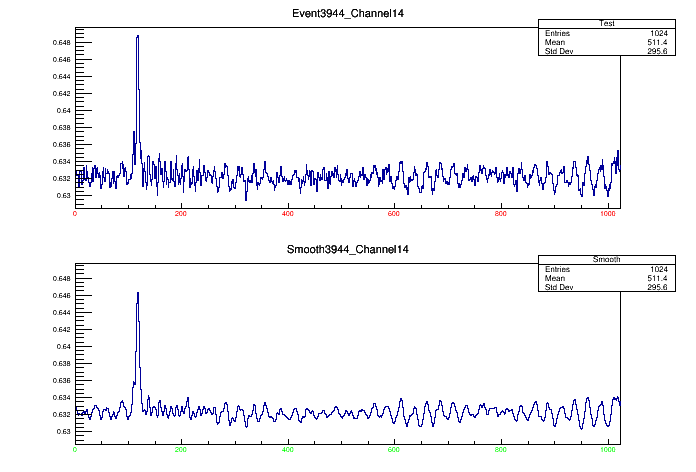 Event3944_Channel14
Test
Entries 1024
Mean 511.4
Std Dev 295.6
0.648
0.646
0.644
0.642
0.64
0.638
0.636
0.634
0.632
0.63
0 200 400 600 800 1000
Smooth3944_Channel14
Smooth
Entries 1024
Mean 511.4
Std Dev 295.6
0.648
0.646
0.644
0.642
0.64
0.638
0.636
0.634
0.632
0.63
0 200 400 600 800 1000